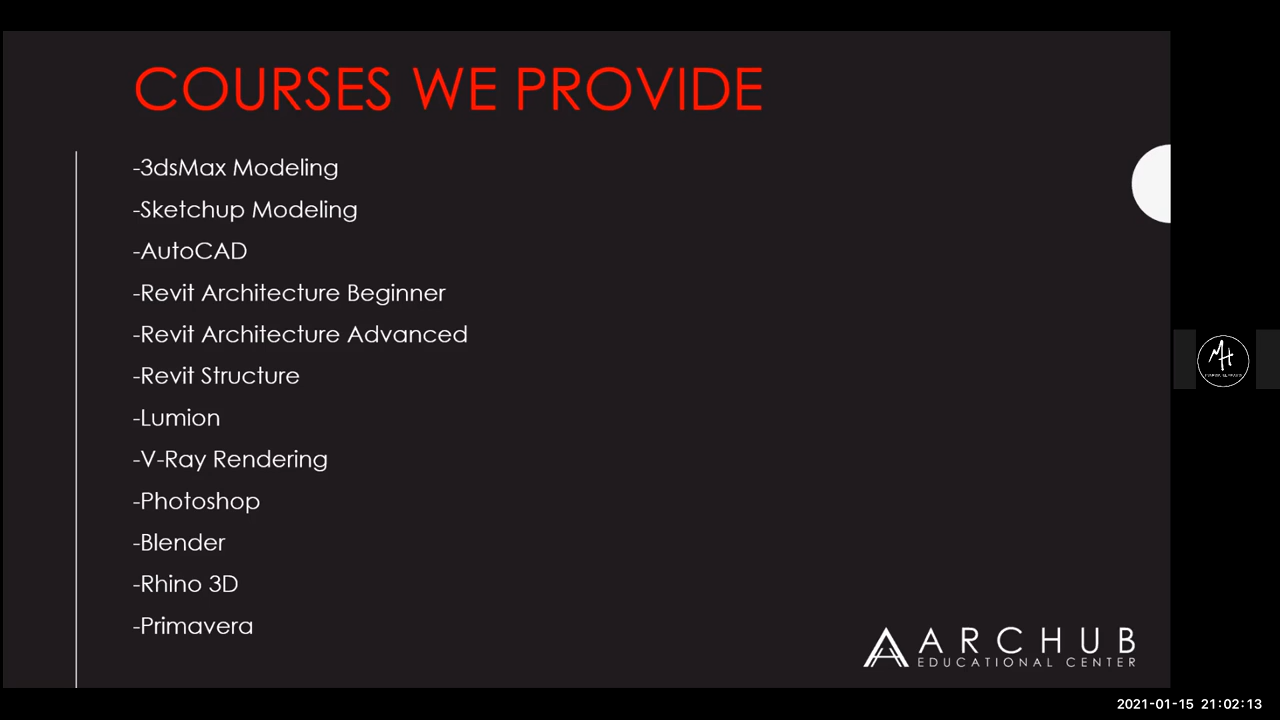 COURSES WE PROVIDE
-3dsMax Modeling
-Sketchup Modeling
-AutoCAD
-Revit Architecture Beginner
-Revit Architecture Advanced
-Revit Structure
-Lumion
-V-Ray Rendering
-Photoshop
-Blender
-Rhino 3D
-Primavera
MH
ARCHUB
EDUCATIONAL CENTER
2021-01-15 21:02:13